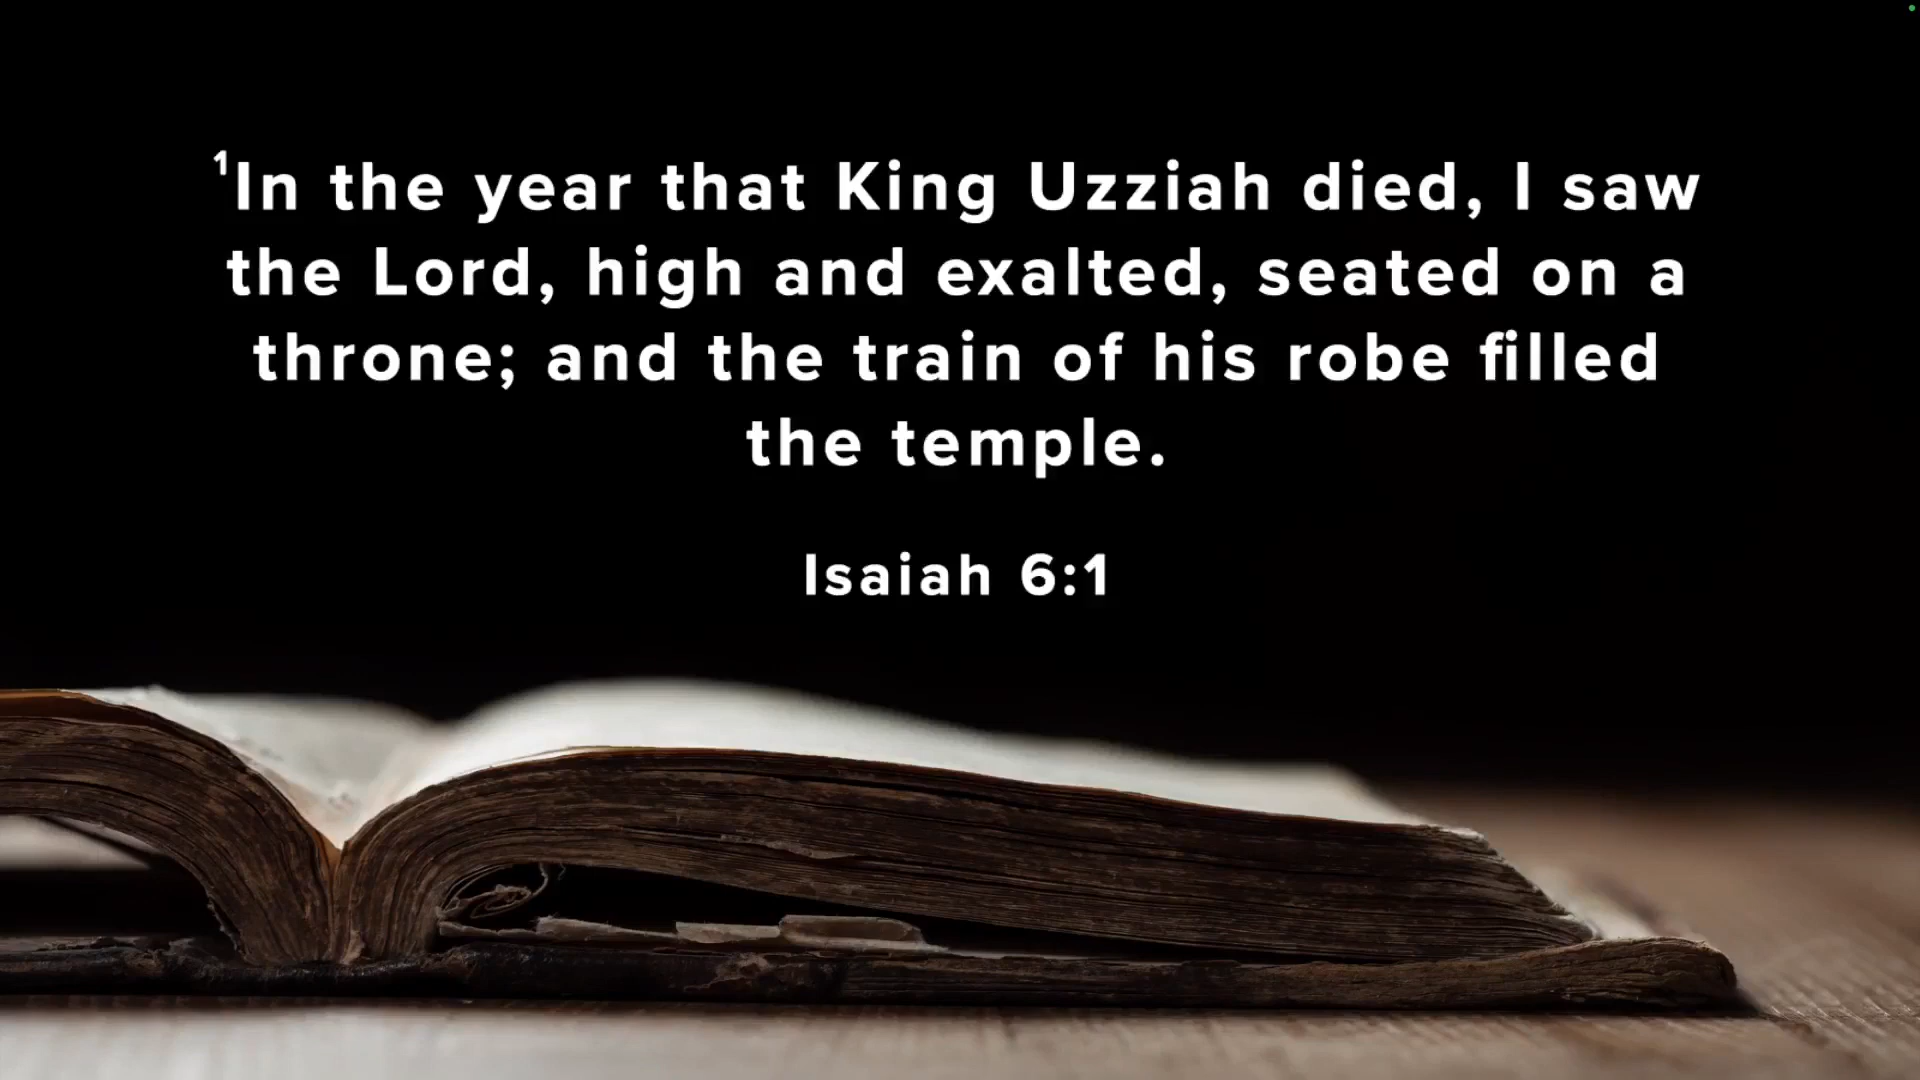 ¹In the year that King Uzziah died, I saw
the Lord, high and exalted, seated on a
throne; and the train of his robe filled
the temple.
Isaiah 6:1